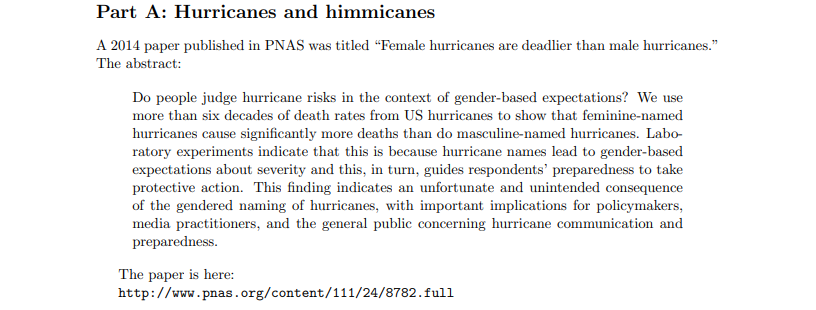 Part A: Hurricanes and himmicanes
A 2014 paper published in PNAS was titled “Female hurricanes are deadlier than male hurricanes.”
The abstract:
Do people judge hurricane risks in the context of gender-based expectations? We use
more than six decades of death rates from US hurricanes to show that feminine-named
hurricanes cause significantly more deaths than do masculine-named hurricanes. Labo-
ratory experiments indicate that this is because hurricane names lead to gender-based
expectations about severity and this, in turn, guides respondents’ preparedness to take
protective action. This finding indicates an unfortunate and unintended consequence
of the gendered naming of hurricanes, with important implications for policymakers,
media practitioners, and the general public concerning hurricane communication and
preparedness.
The paper is here:
http://www.pnas.org/content/111/24/8782.full